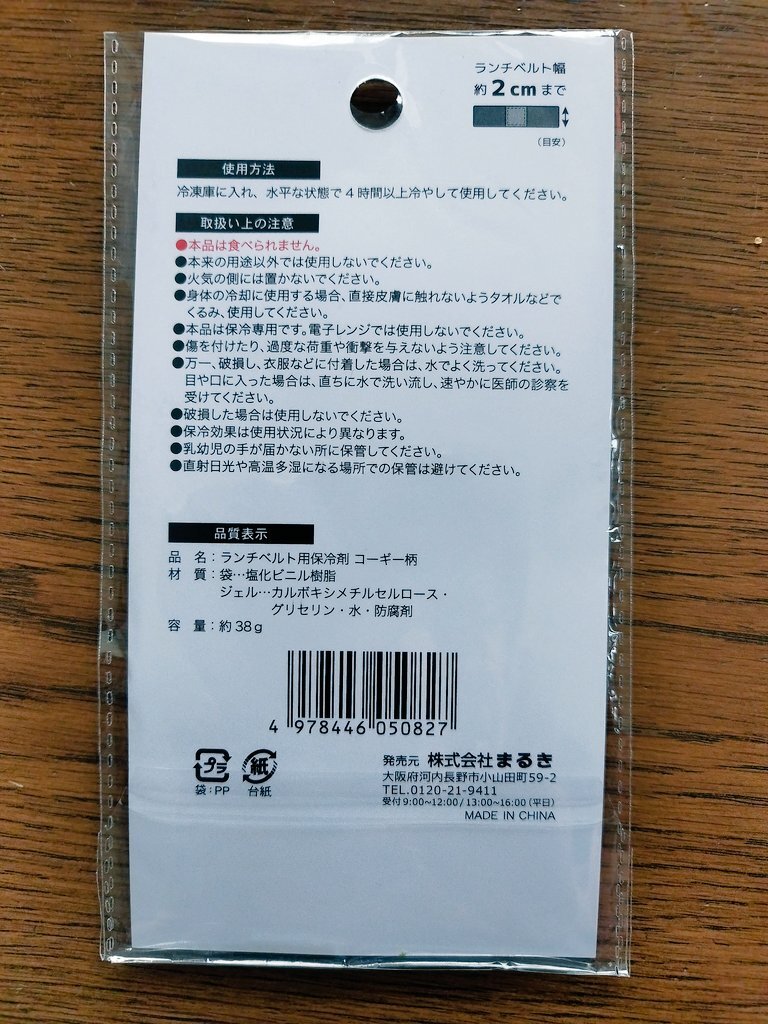 ランチベルト幅
約2cmまで
(目安)
使用方法
冷凍庫に入れ、水平な状態で4時間以上冷やして使用してください。
取扱い上の注意
●本品は食べられません。
●本来の用途以外では使用しないでください。
●火気の側には置かないでください。
●身体の冷却に使用する場合、直接皮膚に触れないようタオルなどで
くるみ、使用してください。
●本品は保冷専用です。電子レンジでは使用しないでください。
●傷を付けたり、過度な荷重や衝撃を与えないよう注意してください。
●万一、破損し、衣服などに付着した場合は、水でよく洗ってください。
目や口に入った場合は、直ちに水で洗い流し、速やかに医師の診察を
受けてください。
●破損した場合は使用しないでください。
●保冷効果は使用状況により異なります。
●乳幼児の手が届かない所に保管してください。
●直射日光や高温多湿になる場所での保管は避けてください。
品質表示
品 名:ランチベルト用保冷剤 コーギー柄
材 質:袋…塩化ビニル樹脂
ジェル…カルボキシメチルセルロース・
グリセリン・水・防腐剤
容 量:約38g
4 978446 050827
プラ 紙
袋:PP 台紙
発売元 株式会社まるき
大阪府河内長野市小山田町59-2
TEL.0120-21-9411
受付9:00~12:00/13:00~16:00(平日)
MADE IN CHINA